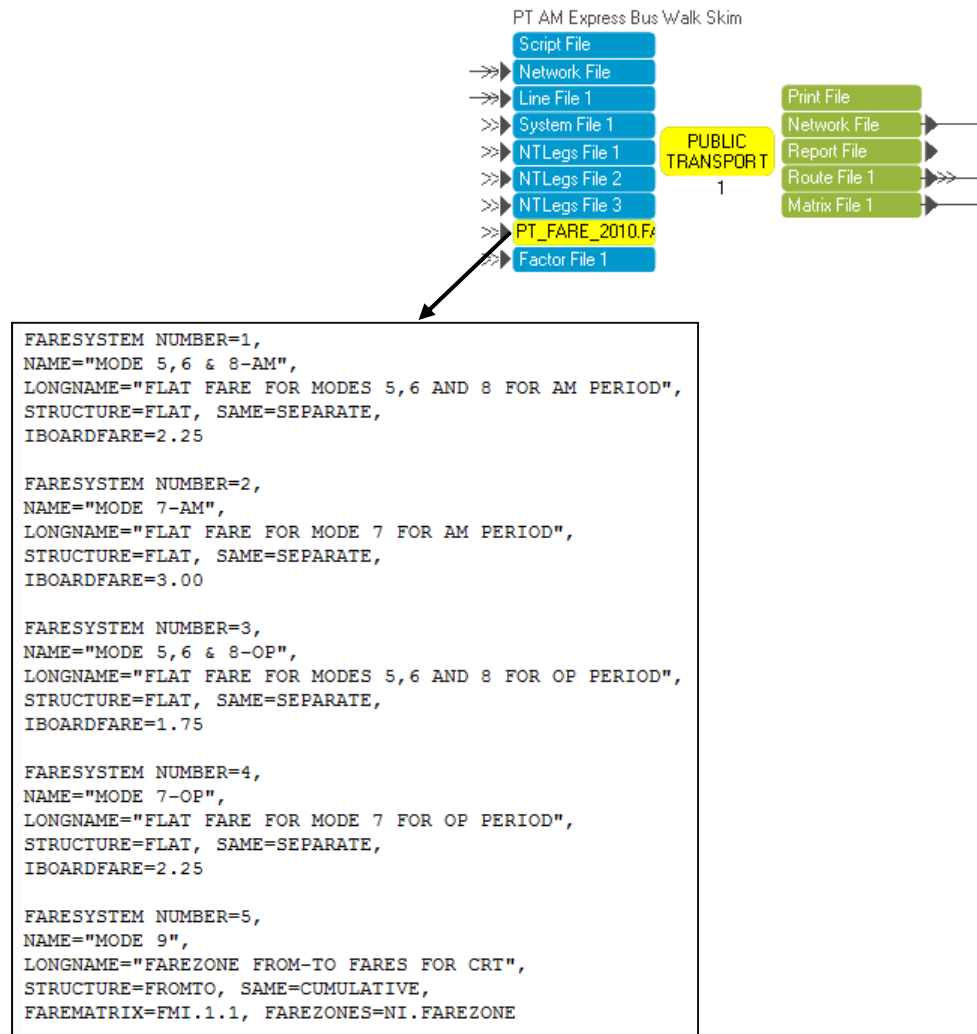 PT AM Express Bus Walk Skim
Script File
Network File
Line File 1
System File 1
NTLegs File 1
NTLegs File 2
NTLegs File 3
PT_FARE_2010.FA
Factor File 1
PUBLIC
TRANSPORT
1
Print File
Network File
Report File
Route File 1
Matrix File 1
FARESYSTEM NUMBER=1,
NAME="MODE 5,6 & 8-AM",
LONGNAME="FLAT FARE FOR MODES 5,6 AND 8 FOR AM PERIOD",
STRUCTURE=FLAT, SAME=SEPARATE,
IBOARDFARE=2.25
FARESYSTEM NUMBER=2,
NAME="MODE 7-AM",
LONGNAME="FLAT FARE FOR MODE 7 FOR AM PERIOD",
STRUCTURE=FLAT, SAME=SEPARATE,
IBOARDFARE=3.00
FARESYSTEM NUMBER=3,
NAME="MODE 5,6 & 8-OP",
LONGNAME="FLAT FARE FOR MODES 5,6 AND 8 FOR OP PERIOD",
STRUCTURE=FLAT, SAME=SEPARATE,
IBOARDFARE=1.75
FARESYSTEM NUMBER=4,
NAME="MODE 7-OP",
LONGNAME="FLAT FARE FOR MODE 7 FOR OP PERIOD",
STRUCTURE=FLAT, SAME=SEPARATE,
IBOARDFARE=2.25
FARESYSTEM NUMBER=5,
NAME="MODE 9",
LONGNAME="FAREZONE FROM-TO FARES FOR CRT",
STRUCTURE=FROMTO, SAME=CUMULATIVE,
FAREMATRIX=FMI.1.1, FAREZONES=NI.FAREZONE